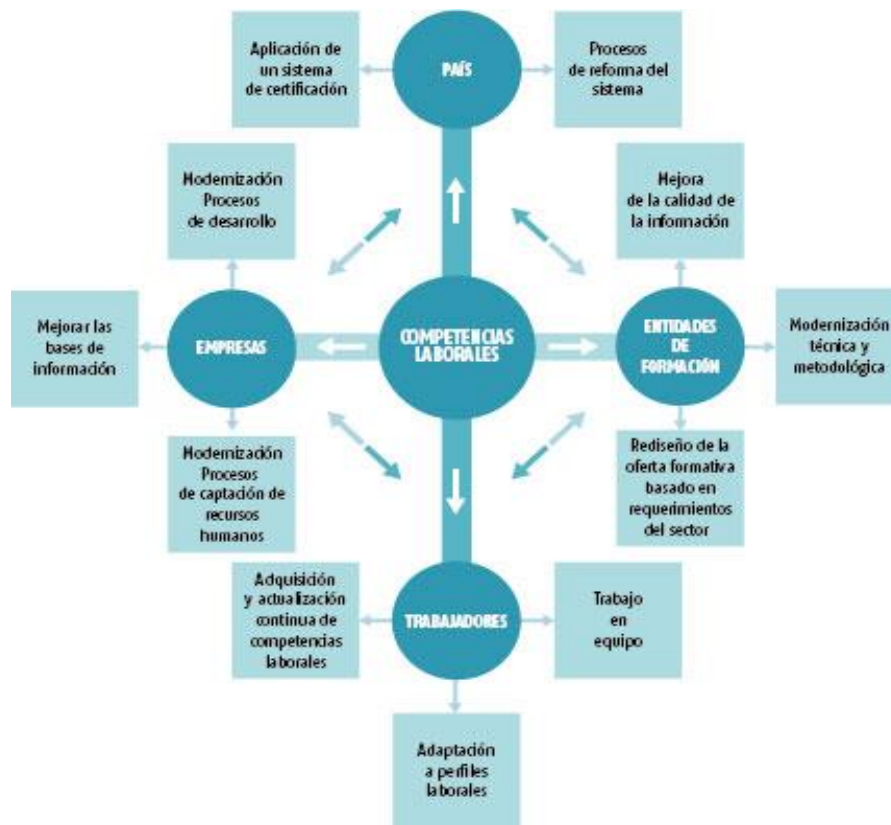 Aplicación de
un sistema
de certificación
PAÍS
Procesos
de reforma del
sistema
Modernización
Procesos
de desarrollo
Mejora
de la calidad de
la información
Mejorar las
bases de
información
EMPRESAS
COMPETENCIAS
LABORALES
ENTIDADES
DE
FORMACIÓN
Modernización
técnica y
metodológica
Modernización
Procesos
de captación de
recursos
humanos
Rediseño de la
oferta formativa
basado en
requerimientos
del sector
Adquisición
y actualización
continua de
competencias
laborales
TRABAJADORES
Trabajo
en
equipo
Adaptación
a perfiles
laborales